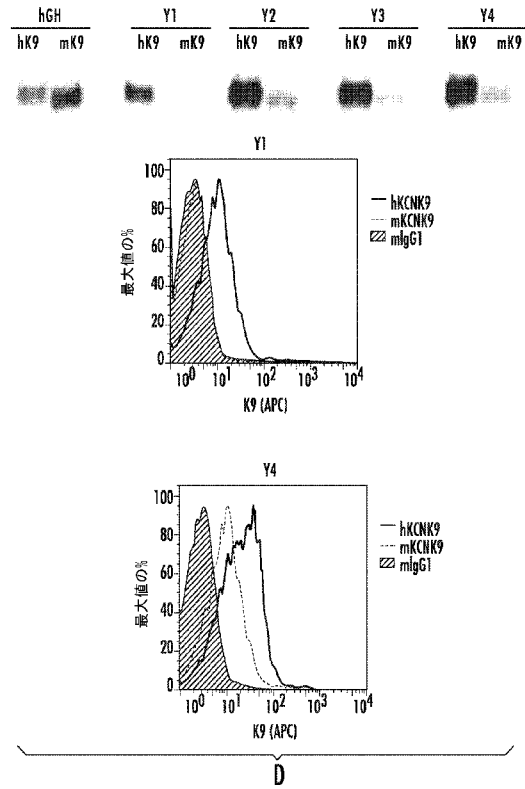 hGH Y1 Y2 Y3 Y4
hK9 mK9 hK9 mK9 hK9 mK9 hK9 mK9 hK9 mK9
Y1
100
80
60
40
20
0
最大値の%
10⁰ 10¹ 10² 10³ 10⁴
K9 (APC)
hKCNK9
mKCNK9
mIgG1
Y4
100
80
60
40
20
0
最大値の%
10⁰ 10¹ 10² 10³ 10⁴
K9 (APC)
hKCNK9
mKCNK9
mIgG1
D